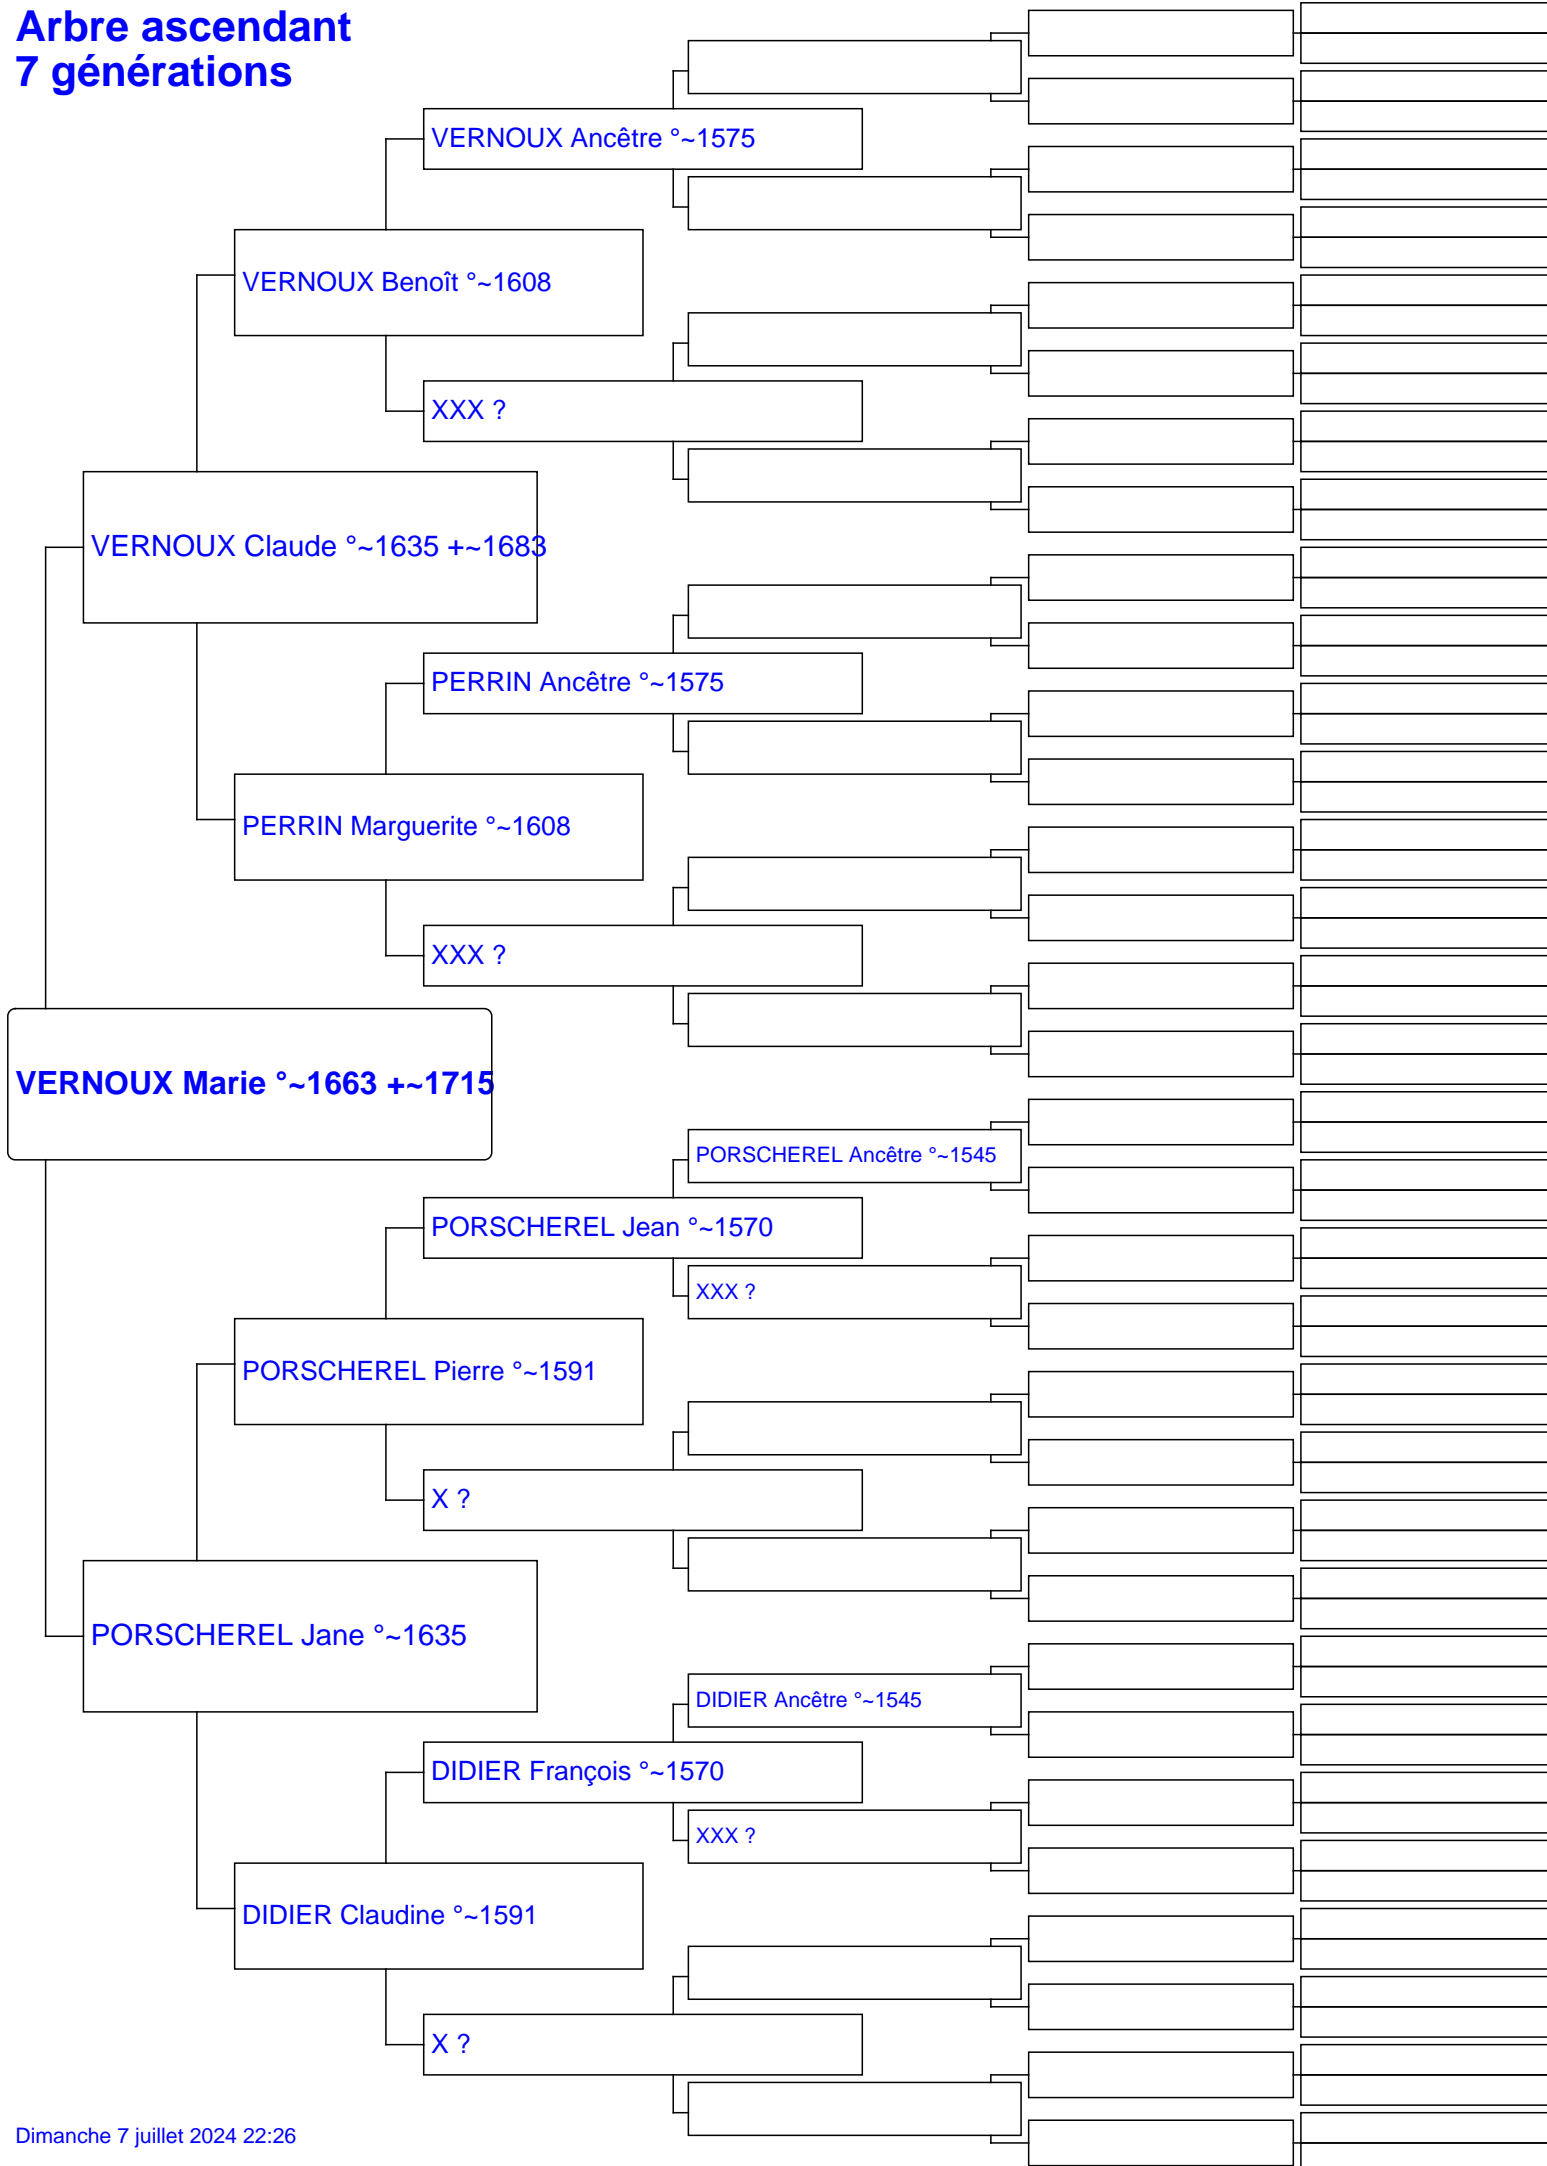 Arbre ascendant
7 générations
VERNOUX Ancêtre °~1575
VERNOUX Benoît °~1608
XXX ?
VERNOUX Claude °~1635 +~1683
PERRIN Ancêtre °~1575
PERRIN Marguerite °~1608
XXX ?
VERNOUX Marie °~1663 +~1715
PORSCHEREL Ancêtre °~1545
PORSCHEREL Jean °~1570
XXX ?
PORSCHEREL Pierre °~1591
X ?
PORSCHEREL Jane °~1635
DIDIER Ancêtre °~1545
DIDIER François °~1570
XXX ?
DIDIER Claudine °~1591
X ?
Dimanche 7 juillet 2024 22:26